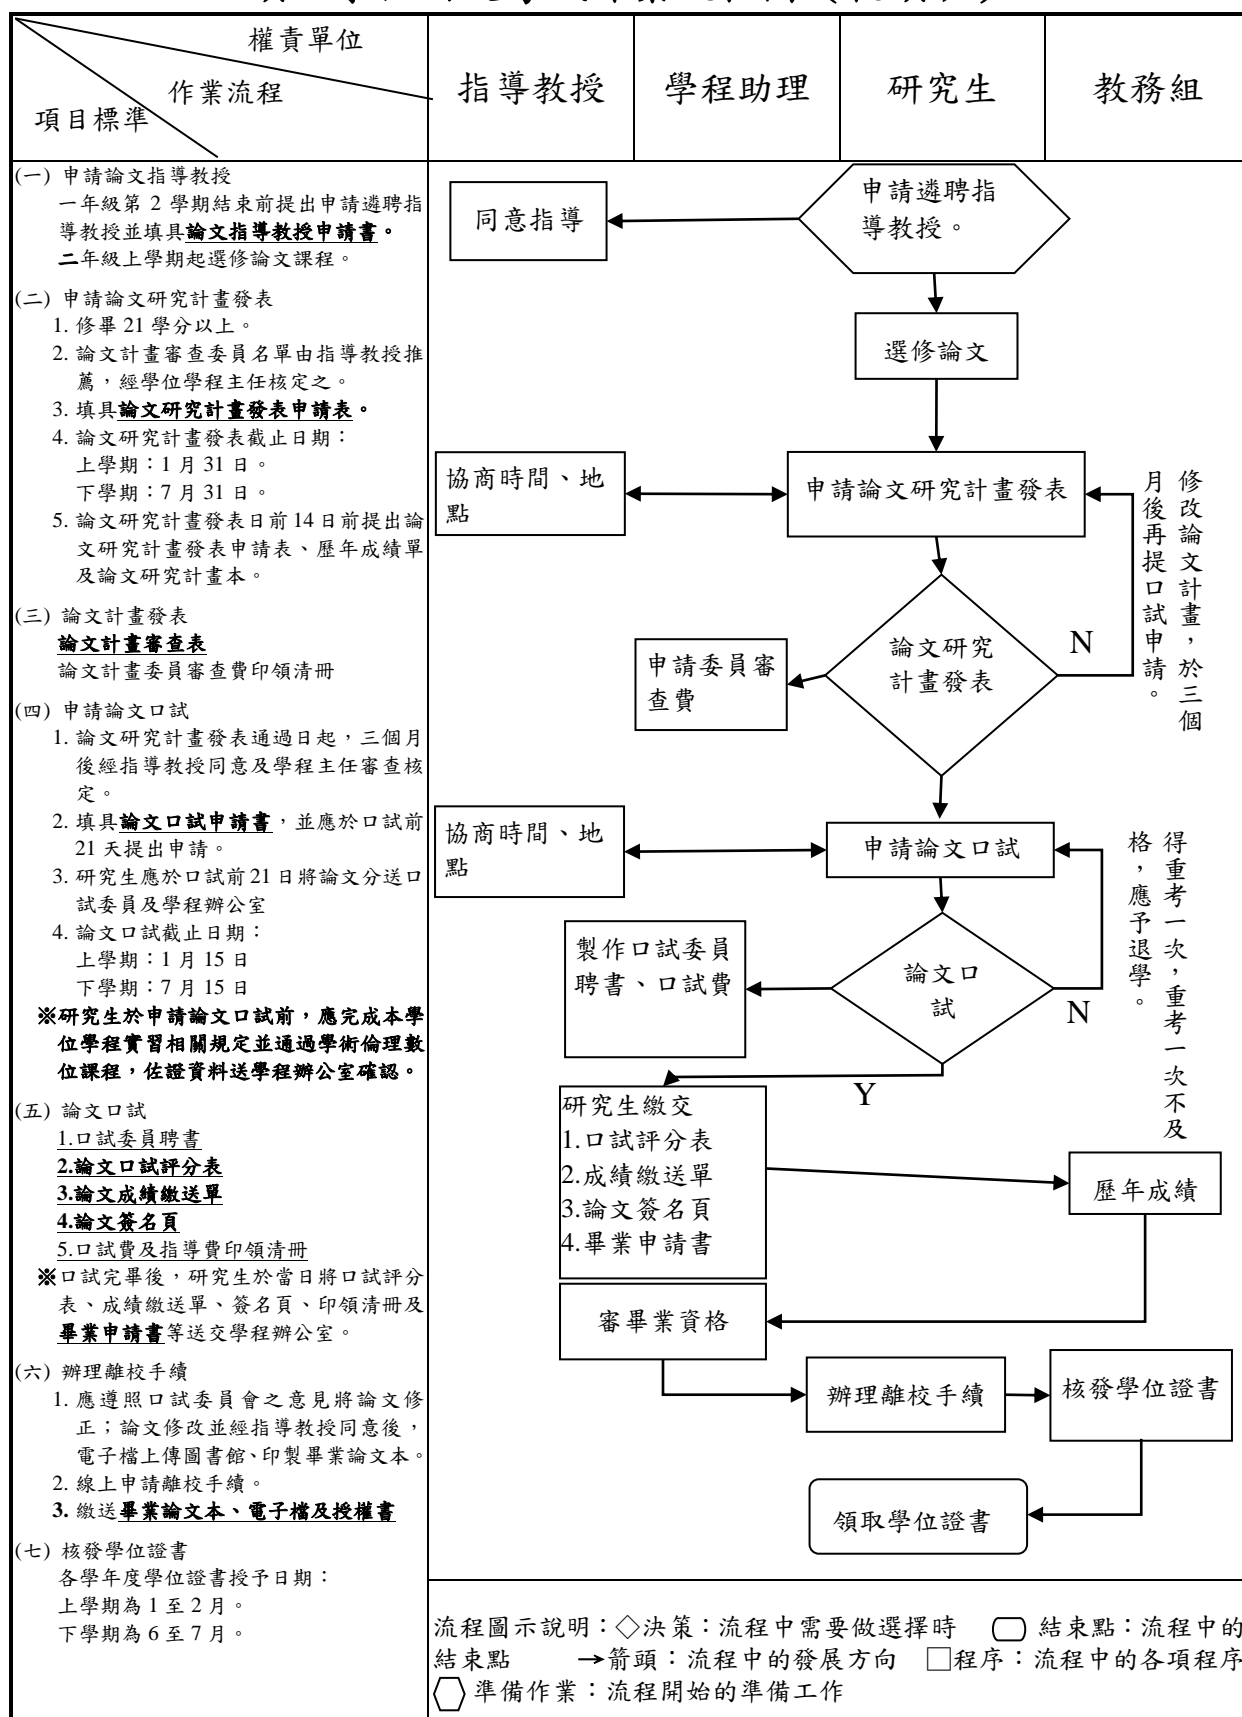 權責單位
作業流程
項目標準
指導教授
學程助理
研究生
教務組
(一) 申請論文指導教授
一年級第 2 學期結束前提出申請遴聘指
導教授並填具論文指導教授申請書。
二年級上學期起選修論文課程。
(二) 申請論文研究計畫發表
1. 修畢 21 學分以上。
2. 論文計畫審查委員名單由指導教授推
薦，經學位學程主任核定之。
3. 填具論文研究計畫發表申請表。
4. 論文研究計畫發表截止日期：
上學期：1 月 31 日。
下學期：7 月 31 日。
5. 論文研究計畫發表日前 14 日前提出論
文研究計畫發表申請表、歷年成績單
及論文研究計畫本。
(三) 論文計畫發表
論文計畫審查表
論文計畫委員審查費印領清冊
(四) 申請論文口試
1. 論文研究計畫發表通過日起，三個月
後經指導教授同意及學程主任審查核
定。
2. 填具論文口試申請書，並應於口試前
21 天提出申請。
3. 研究生應於口試前 21 日將論文分送口
試委員及學程辦公室
4. 論文口試截止日期：
上學期：1 月 15 日
下學期：7 月 15 日
※研究生於申請論文口試前，應完成本學
位學程實習相關規定並通過學術倫理數
位課程，佐證資料送學程辦公室確認。
(五) 論文口試
1.口試委員聘書
2.論文口試評分表
3.論文成績繳送單
4.論文簽名頁
5.口試費及指導費印領清冊
※口試完畢後，研究生於當日將口試評分
表、成績繳送單、簽名頁、印領清冊及
畢業申請書等送交學程辦公室。
(六) 辦理離校手續
1. 應遵照口試委員會之意見將論文修
正；論文修改並經指導教授同意後，
電子檔上傳圖書館、印製畢業論文本。
2. 線上申請離校手續。
3. 繳送畢業論文本、電子檔及授權書
(七) 核發學位證書
各學年度學位證書授予日期：
上學期為 1 至 2 月。
下學期為 6 至 7 月。
申請遴聘指
導教授。
同意指導
選修論文
協商時間、地
點
申請論文研究計畫發表
修改論文計畫，於三個
月後再提口試申請。
論文研究
計畫發表
N
申請委員審
查費
協商時間、地
點
申請論文口試
得重考一次，重考一次不及
格，應予退學。
製作口試委員
聘書、口試費
論文口
試
N
Y
研究生繳交
1.口試評分表
2.成績繳送單
3.論文簽名頁
4.畢業申請書
歷年成績
審畢業資格
辦理離校手續
核發學位證書
領取學位證書
流程圖示說明：◇決策：流程中需要做選擇時 結束點：流程中的
結束點 →箭頭：流程中的發展方向 □程序：流程中的各項程序
準備作業：流程開始的準備工作